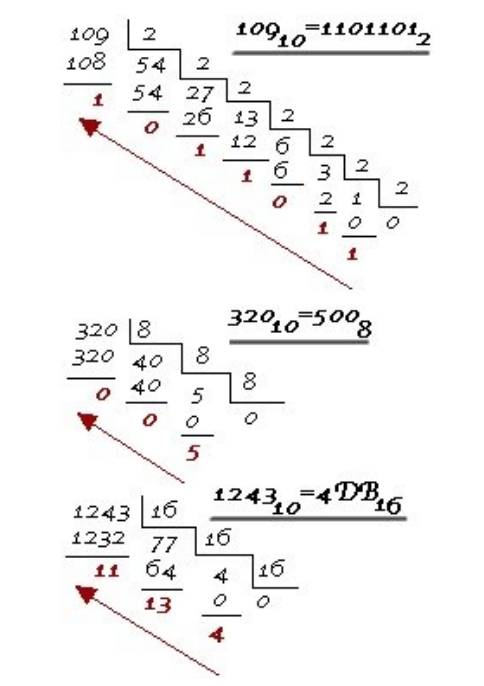 109 2 109₁₀=1101101₂
108 54 2
1 54 27 2
0 26 13 2
1 12 6 2
1 6 3 2
0 2 1 2
1 0 0
1
320 8 320₁₀=500₈
320 40 8
0 40 5 8
0 0 0
5
1243 16 1243₁₀=4DB₁₆
1232 77 16
11 64 4 16
13 0 0
4